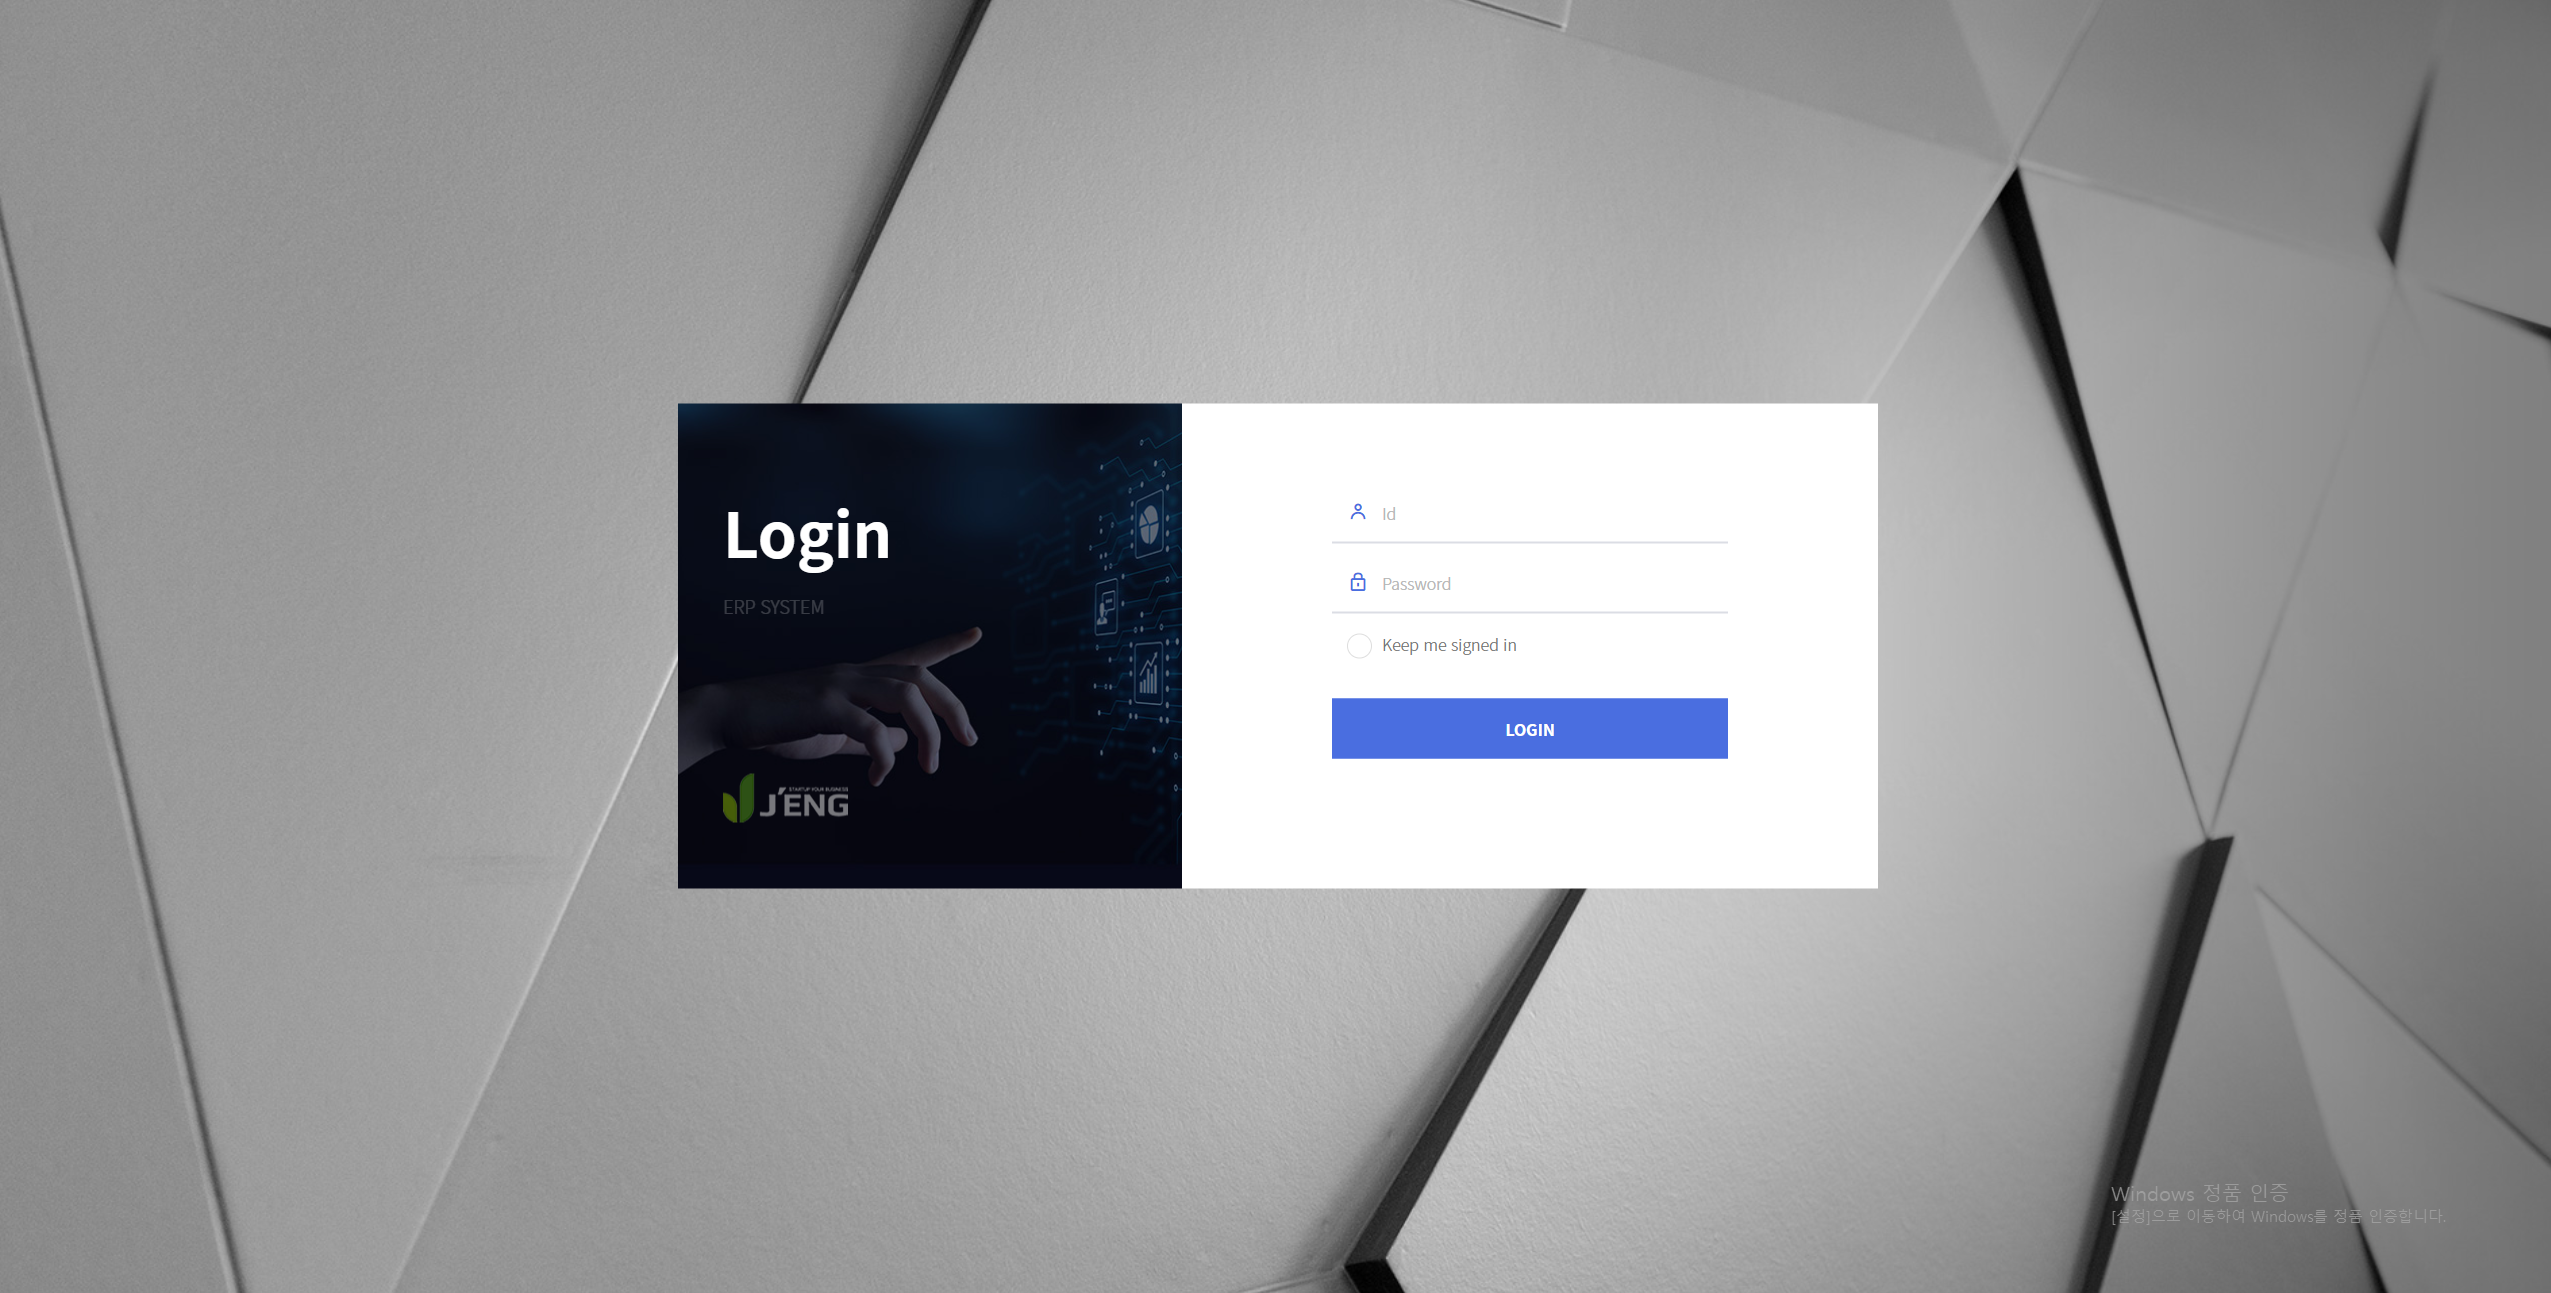 Login
ERP SYSTEM
STARTUP YOUR BUSINESS
J'ENG
Id
Password
Keep me signed in
LOGIN
Windows 정품 인증
[설정]으로 이동하여 Windows를 정품 인증합니다.